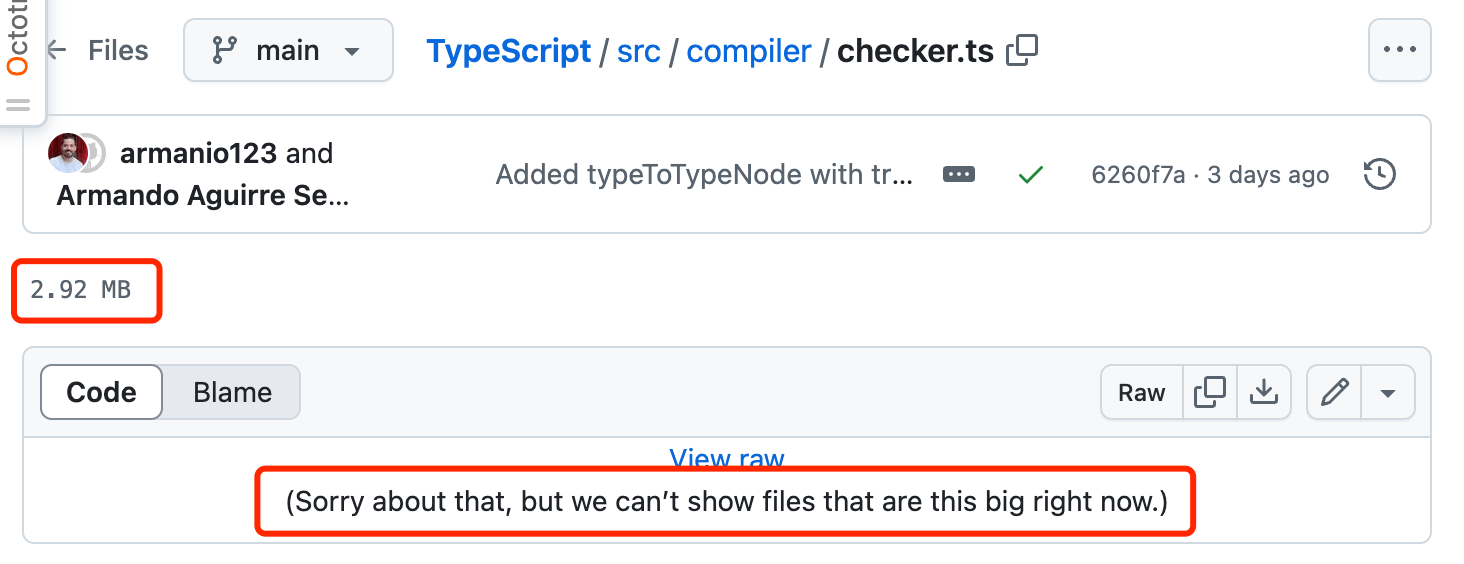 Files main TypeScript / src / compiler / checker.ts
armanio123 and
Armando Aguirre Se...
Added typeToTypeNode with tr...
6260f7a · 3 days ago
2.92 MB
Code Blame Raw
View raw
(Sorry about that, but we can’t show files that are this big right now.)